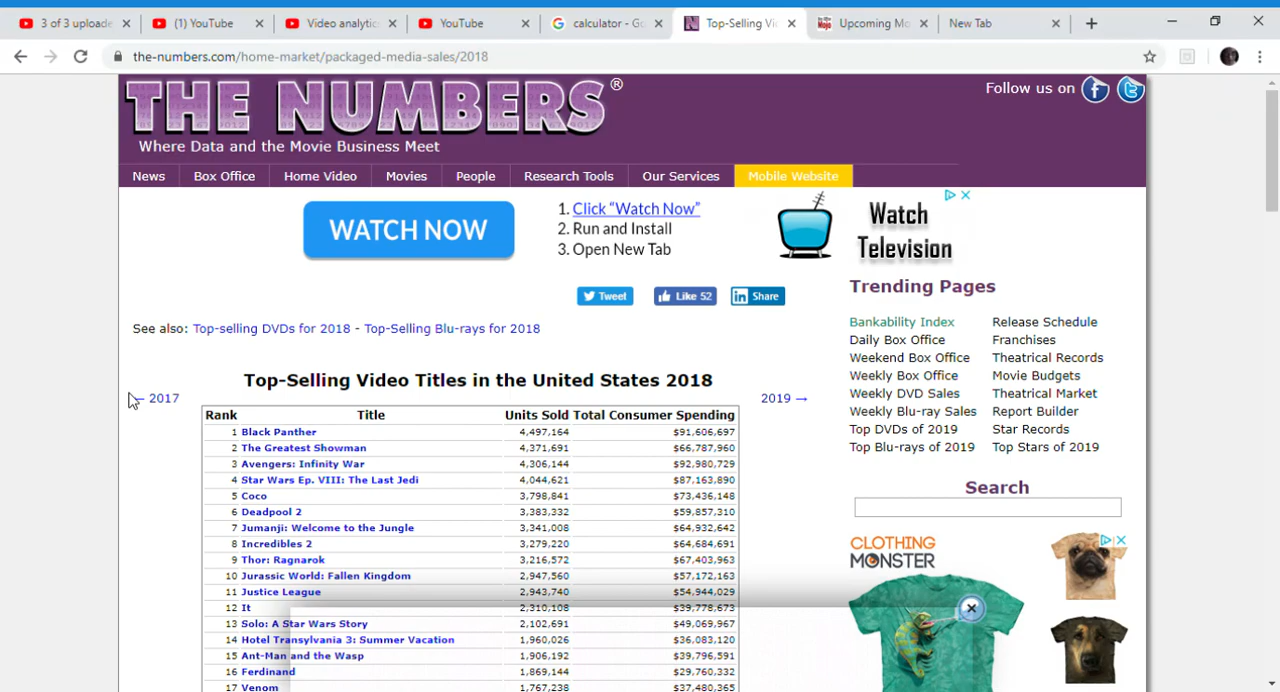 3 of 3 uploade
(1) YouTube
Video analytic
YouTube
calculator - Go
Top-Selling Vi
Upcoming Mo
New Tab
the-numbers.com/home-market/packaged-media-sales/2018
THE NUMBERS®
Where Data and the Movie Business Meet
Follow us on
News Box Office Home Video Movies People Research Tools Our Services Mobile Website
WATCH NOW
1. Click “Watch Now”
2. Run and Install
3. Open New Tab
Watch
Television
Tweet Like 52 Share
See also: Top-selling DVDs for 2018 - Top-Selling Blu-rays for 2018
Top-Selling Video Titles in the United States 2018
← 2017
2019 →
Rank Title Units Sold Total Consumer Spending
1 Black Panther 4,497,164 $91,606,697
2 The Greatest Showman 4,371,691 $66,787,960
3 Avengers: Infinity War 4,306,144 $92,980,729
4 Star Wars Ep. VIII: The Last Jedi 4,044,621 $87,163,890
5 Coco 3,798,841 $73,436,148
6 Deadpool 2 3,383,332 $59,857,310
7 Jumanji: Welcome to the Jungle 3,341,008 $64,932,642
8 Incredibles 2 3,279,220 $64,684,691
9 Thor: Ragnarok 3,216,572 $67,403,963
10 Jurassic World: Fallen Kingdom 2,947,560 $57,172,163
11 Justice League 2,943,740 $54,944,029
12 It 2,310,108 $39,778,673
13 Solo: A Star Wars Story 2,102,691 $49,069,967
14 Hotel Transylvania 3: Summer Vacation 1,960,026 $36,083,120
15 Ant-Man and the Wasp 1,906,192 $39,796,591
16 Ferdinand 1,869,144 $29,760,332
17 Venom 1,767,238 $37,480,365
Trending Pages
Bankability Index Release Schedule
Daily Box Office Franchises
Weekend Box Office Theatrical Records
Weekly Box Office Movie Budgets
Weekly DVD Sales Theatrical Market
Weekly Blu-ray Sales Report Builder
Top DVDs of 2019 Star Records
Top Blu-rays of 2019 Top Stars of 2019
Search
CLOTHING
MONSTER